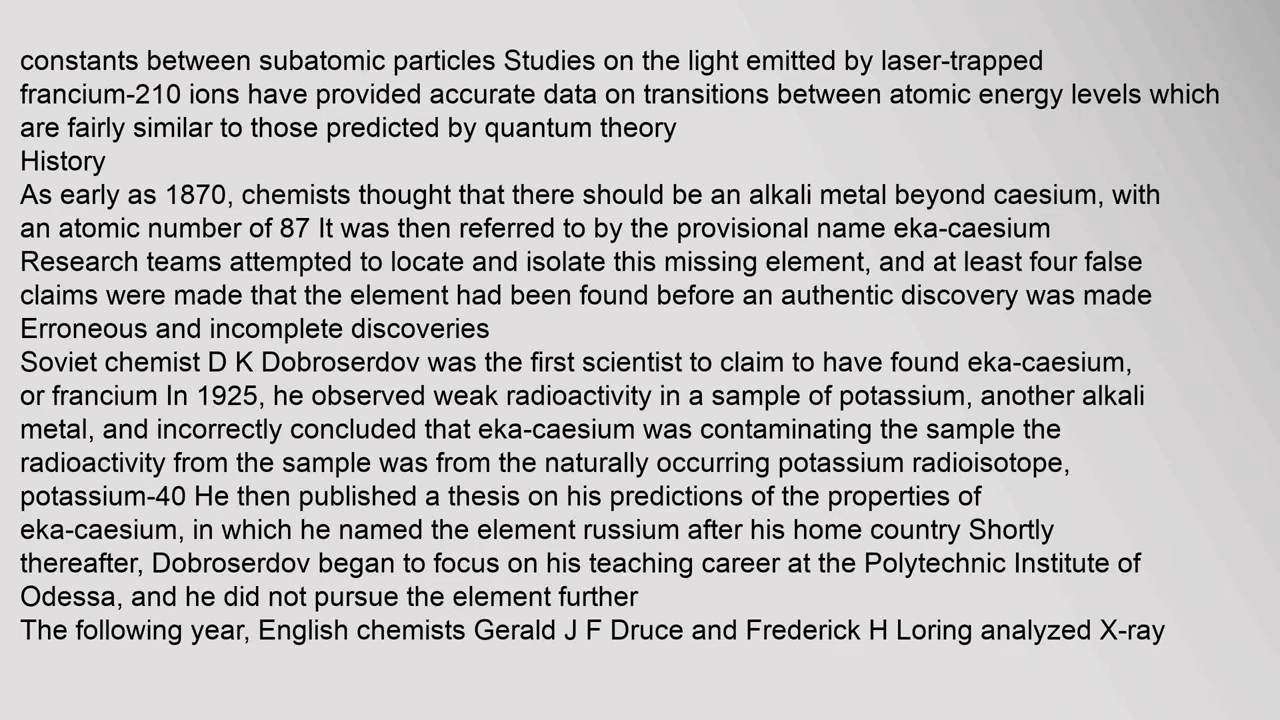 constants between subatomic particles Studies on the light emitted by laser-trapped
francium-210 ions have provided accurate data on transitions between atomic energy levels which
are fairly similar to those predicted by quantum theory
History
As early as 1870, chemists thought that there should be an alkali metal beyond caesium, with
an atomic number of 87 It was then referred to by the provisional name eka-caesium
Research teams attempted to locate and isolate this missing element, and at least four false
claims were made that the element had been found before an authentic discovery was made
Erroneous and incomplete discoveries
Soviet chemist D K Dobroserdov was the first scientist to claim to have found eka-caesium,
or francium In 1925, he observed weak radioactivity in a sample of potassium, another alkali
metal, and incorrectly concluded that eka-caesium was contaminating the sample the
radioactivity from the sample was from the naturally occurring potassium radioisotope,
potassium-40 He then published a thesis on his predictions of the properties of
eka-caesium, in which he named the element russium after his home country Shortly
thereafter, Dobroserdov began to focus on his teaching career at the Polytechnic Institute of
Odessa, and he did not pursue the element further
The following year, English chemists Gerald J F Druce and Frederick H Loring analyzed X-ray